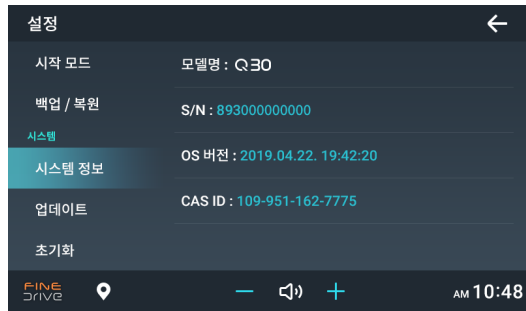 설정
시작 모드
모델명 : Q30
백업 / 복원
S/N : 893000000000
시스템
OS 버전 : 2019.04.22. 19:42:20
시스템 정보
CAS ID : 109-951-162-7775
업데이트
초기화
FINE
DRIVE
AM 10:48